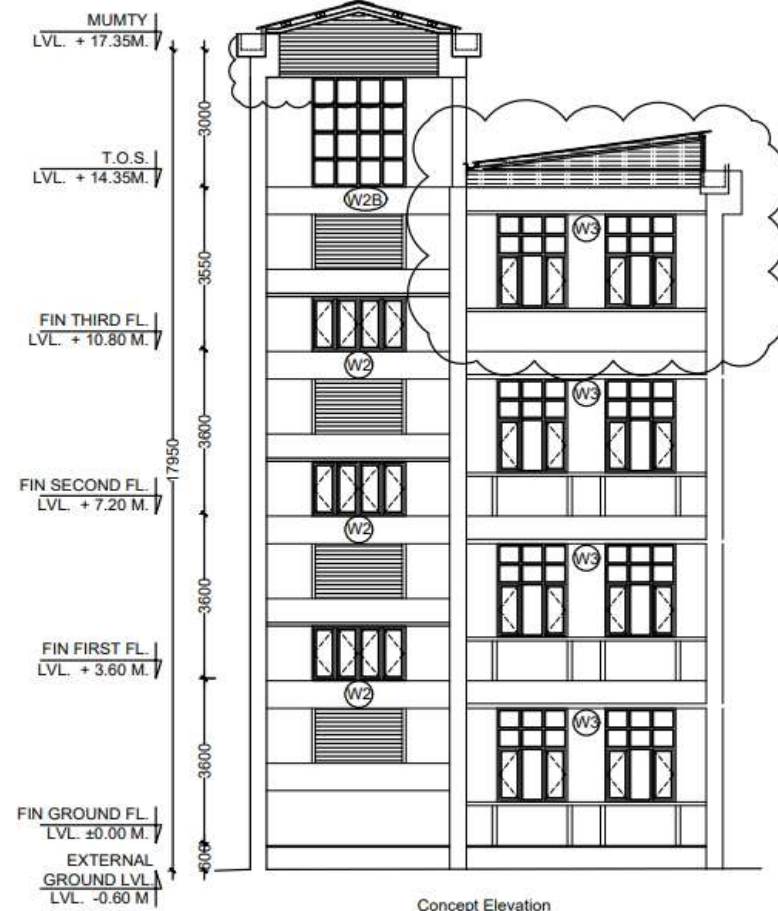 MUMTY
LVL. + 17.35M.
3000
T.O.S.
LVL. + 14.35M.
W2B
W3
3550
FIN THIRD FL.
LVL. + 10.80 M.
W2
W3
3600
17950
FIN SECOND FL.
LVL. + 7.20 M.
W2
W3
3600
FIN FIRST FL.
LVL. + 3.60 M.
W2
W3
3600
FIN GROUND FL.
LVL. ±0.00 M.
600
EXTERNAL
GROUND LVL.
LVL. -0.60 M
Concept Elevation